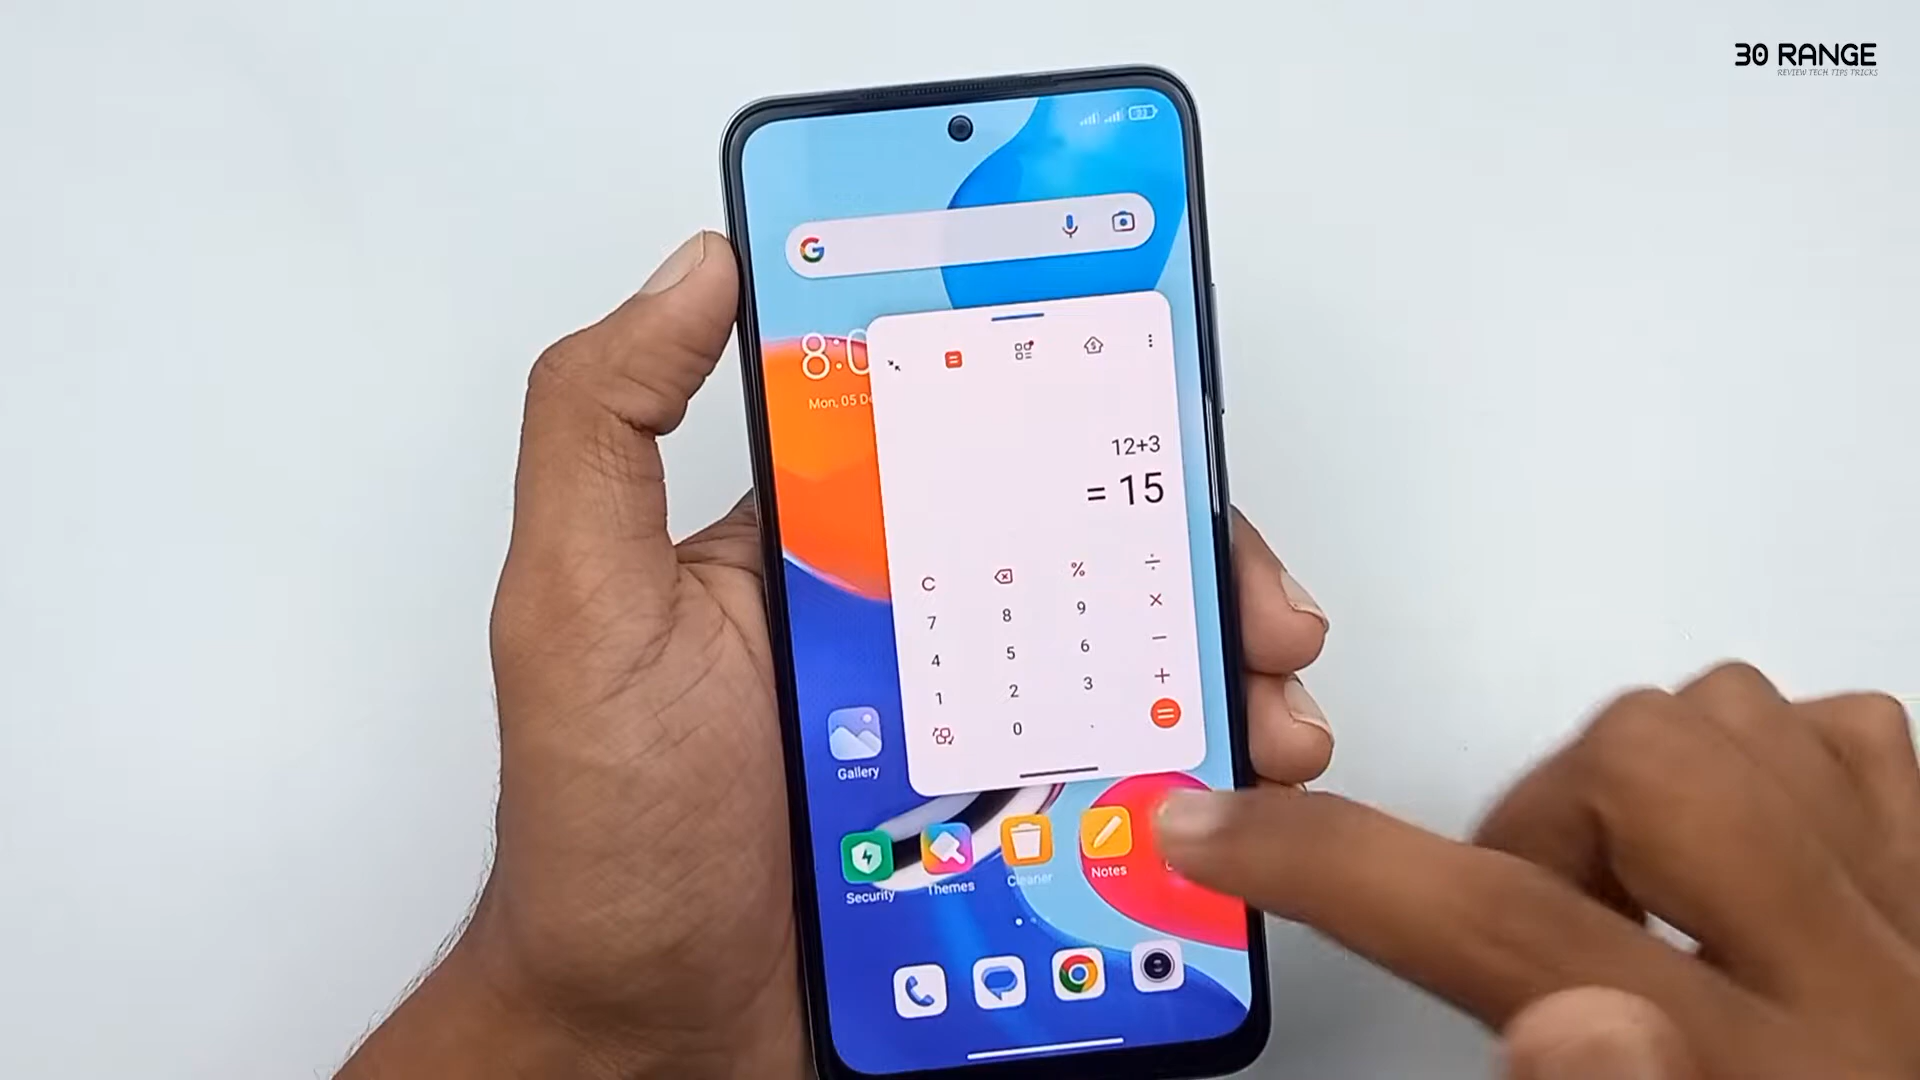 30 RANGE
REVIEW TECH TIPS TRICKS
8:0
Mon, 05 De
12+3
= 15
C % ÷
7 8 9 ×
4 5 6 −
1 2 3 +
0 . =
Gallery
Security Themes Cleaner Notes